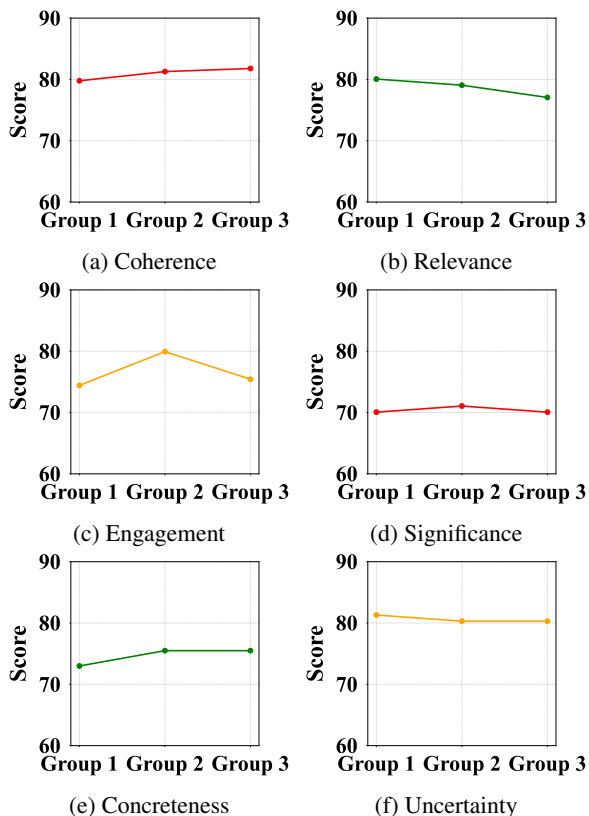 90
80
70
60
Score
Group 1 Group 2 Group 3
(a) Coherence
90
80
70
60
Score
Group 1 Group 2 Group 3
(b) Relevance
90
80
70
60
Score
Group 1 Group 2 Group 3
(c) Engagement
90
80
70
60
Score
Group 1 Group 2 Group 3
(d) Significance
90
80
70
60
Score
Group 1 Group 2 Group 3
(e) Concreteness
90
80
70
60
Score
Group 1 Group 2 Group 3
(f) Uncertainty